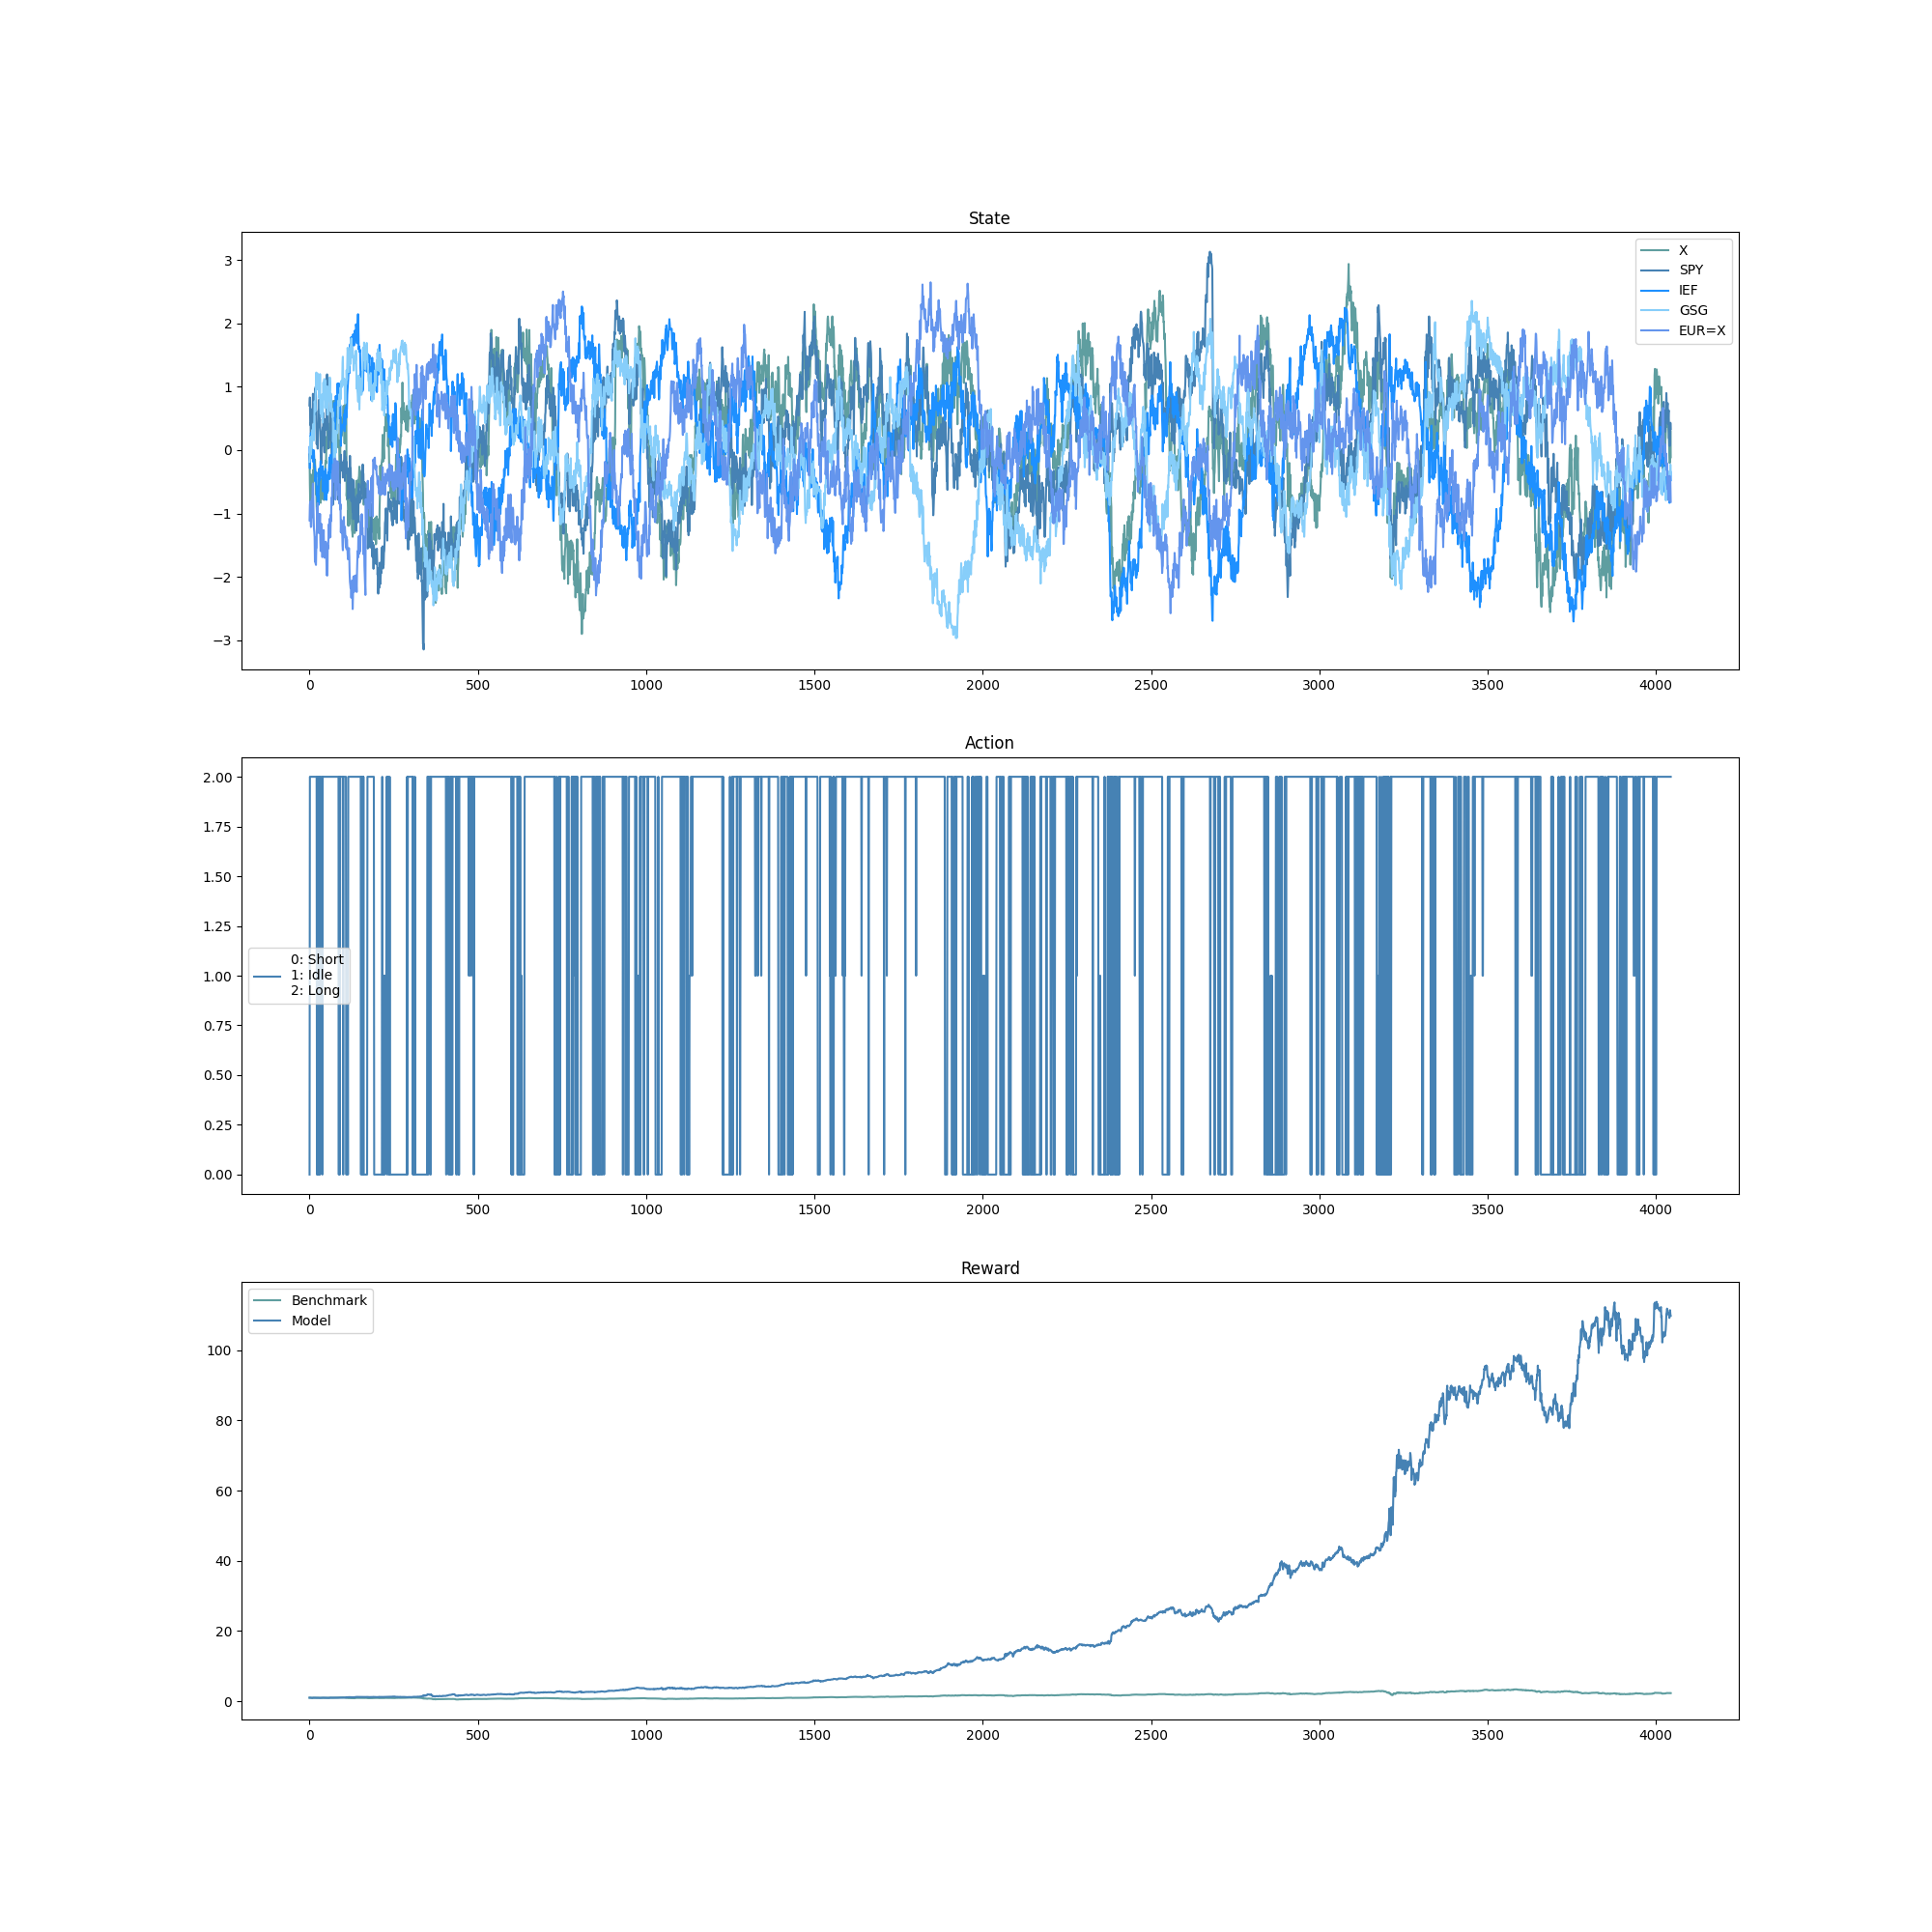 State
3
2
1
0
−1
−2
−3
X
SPY
IEF
GSG
EUR=X
0 500 1000 1500 2000 2500 3000 3500 4000
Action
2.00
1.75
1.50
1.25
1.00
0.75
0.50
0.25
0.00
0: Short
1: Idle
2: Long
0 500 1000 1500 2000 2500 3000 3500 4000
Reward
Benchmark
Model
100
80
60
40
20
0
0 500 1000 1500 2000 2500 3000 3500 4000